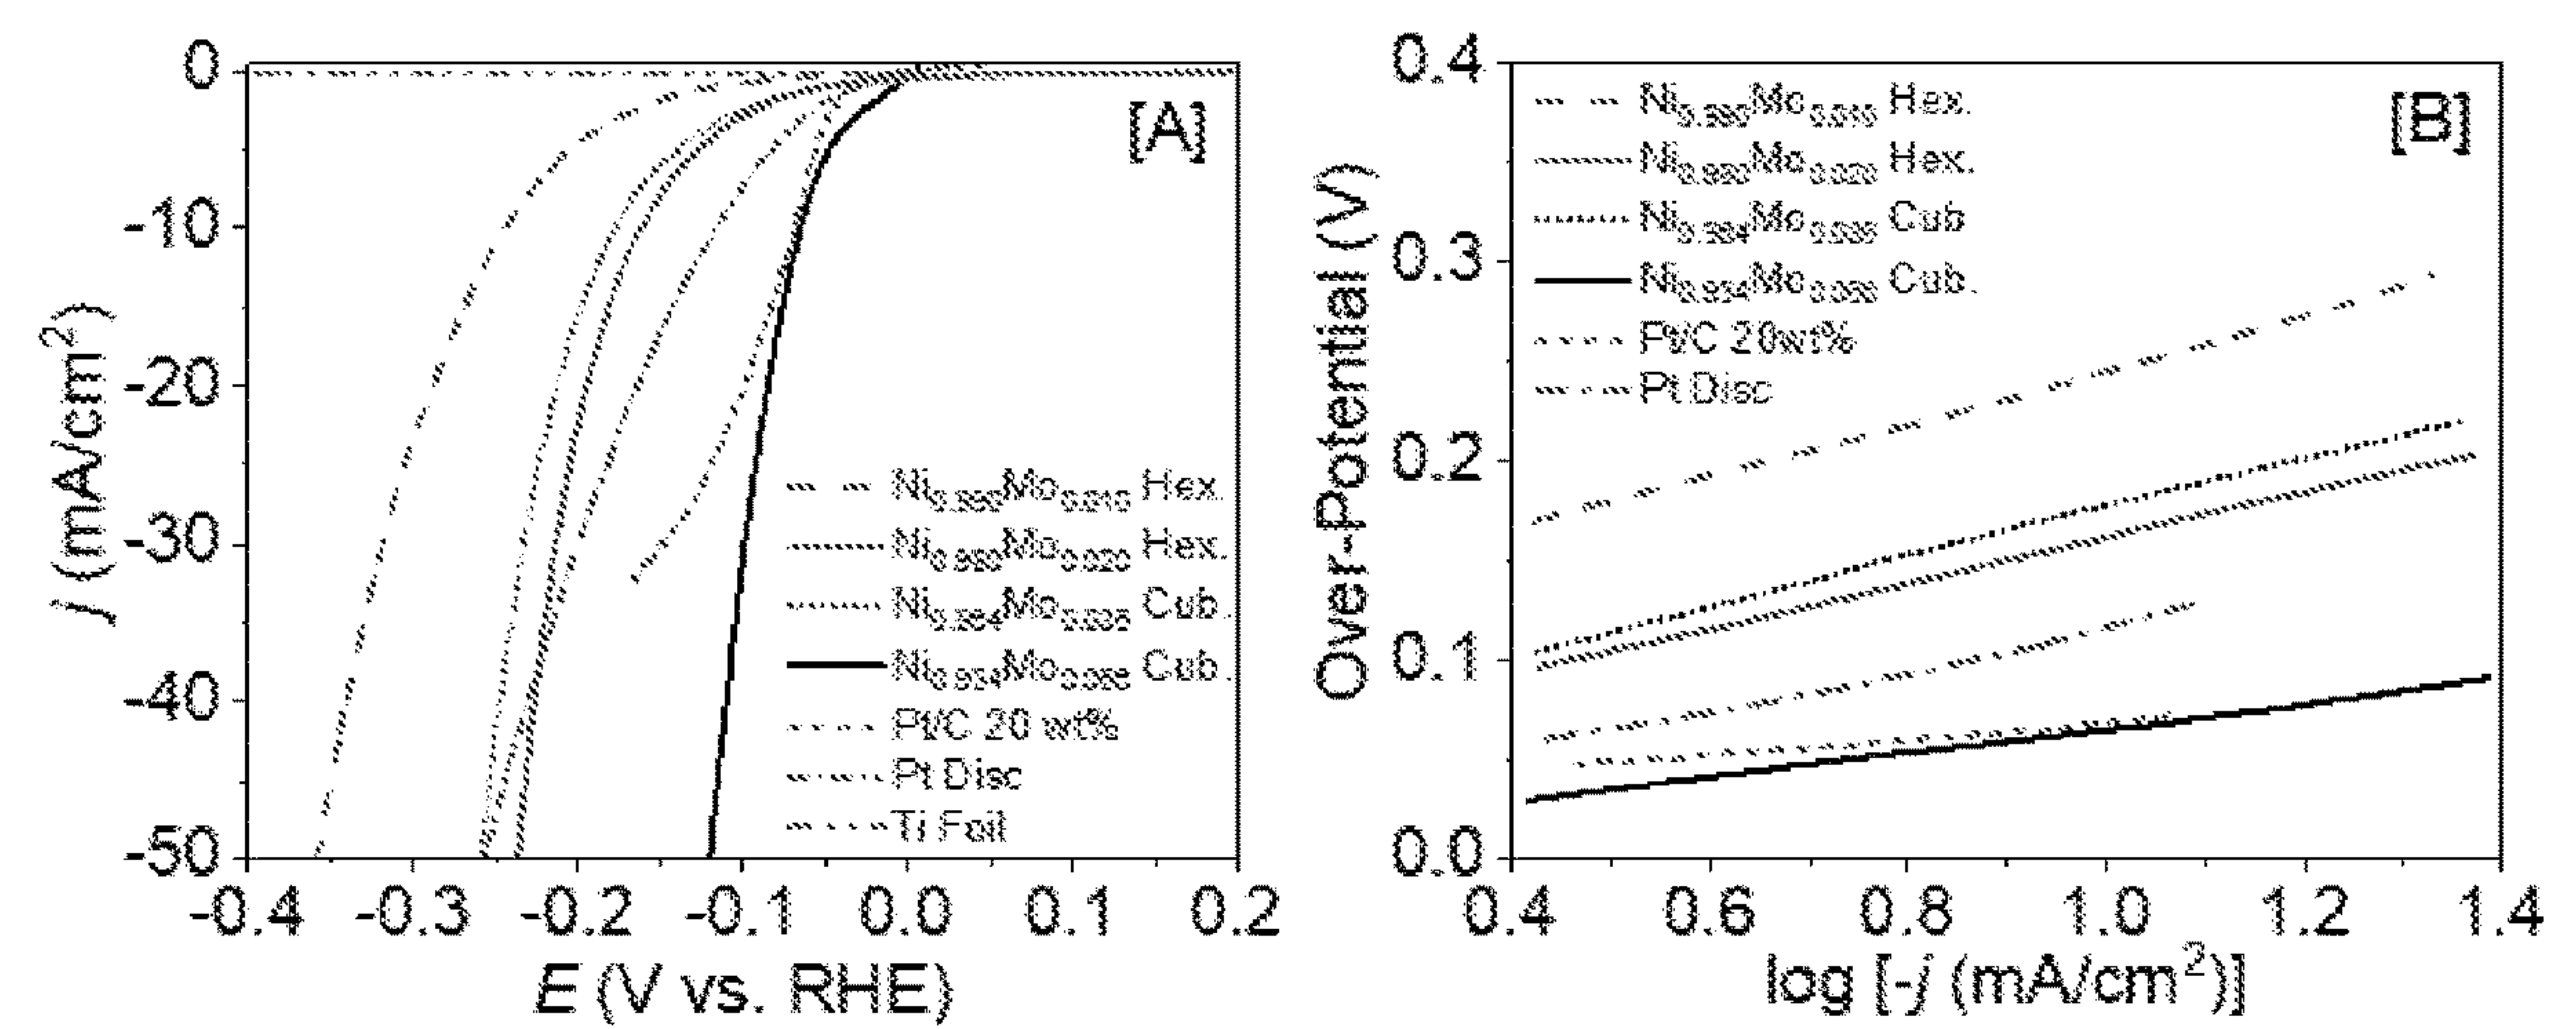 [A]
0
-10
-20
-30
-40
-50
j (mA/cm²)
Hex.
Hex.
Cub.
Cub.
Pt/C 20 wt%
Pt Disc
Ti Foil
-0.4 -0.3 -0.2 -0.1 0.0 0.1 0.2
E (V vs. RHE)
[B]
0.4
0.3
0.2
0.1
0.0
Over-Potential (V)
Hex.
Hex.
Cub
Cub.
Pt/C 20wt%
Pt Disc
0.4 0.6 0.8 1.0 1.2 1.4
log [-j (mA/cm²)]